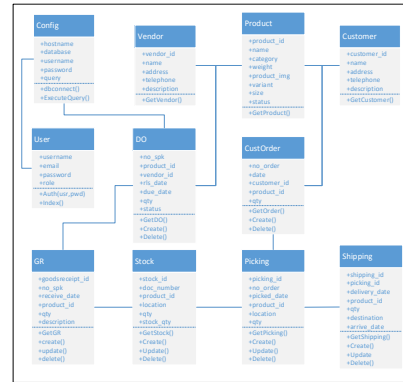 Config
+hostname
+database
+username
+password
+query
+dbconnect()
+ExecuteQuery()
Vendor
+vendor_id
+name
+address
+telephone
+description
+GetVendor()
Product
+product_id
+name
+category
+weight
+product_img
+variant
+size
+status
+GetProduct()
Customer
+customer_id
+name
+address
+telephone
+description
+GetCustomer()
User
+username
+email
+password
+role
+Auth(usr,pwd)
+Index()
DO
+no_spk
+product_id
+vendor_id
+rls_date
+due_date
+qty
+status
+GetDO()
+Create()
+Delete()
CustOrder
+no_order
+date
+customer_id
+product_id
+qty
+GetOrder()
+Create()
+Delete()
GR
+goodsreceipt_id
+no_spk
+receive_date
+product_id
+qty
+description
+GetGR
+create()
+update()
+delete()
Stock
+stock_id
+doc_number
+product_id
+location
+qty
+stock_qty
+GetStock()
+Create()
+Update()
+Delete()
Picking
+picking_id
+no_order
+picked_date
+product_id
+location
+qty
+GetPicking()
+Create()
+Update()
+Delete()
Shipping
+shipping_id
+picking_id
+delivery_date
+product_id
+qty
+destination
+arrive_date
+GetShipping()
+Create()
+Update
+Delete()